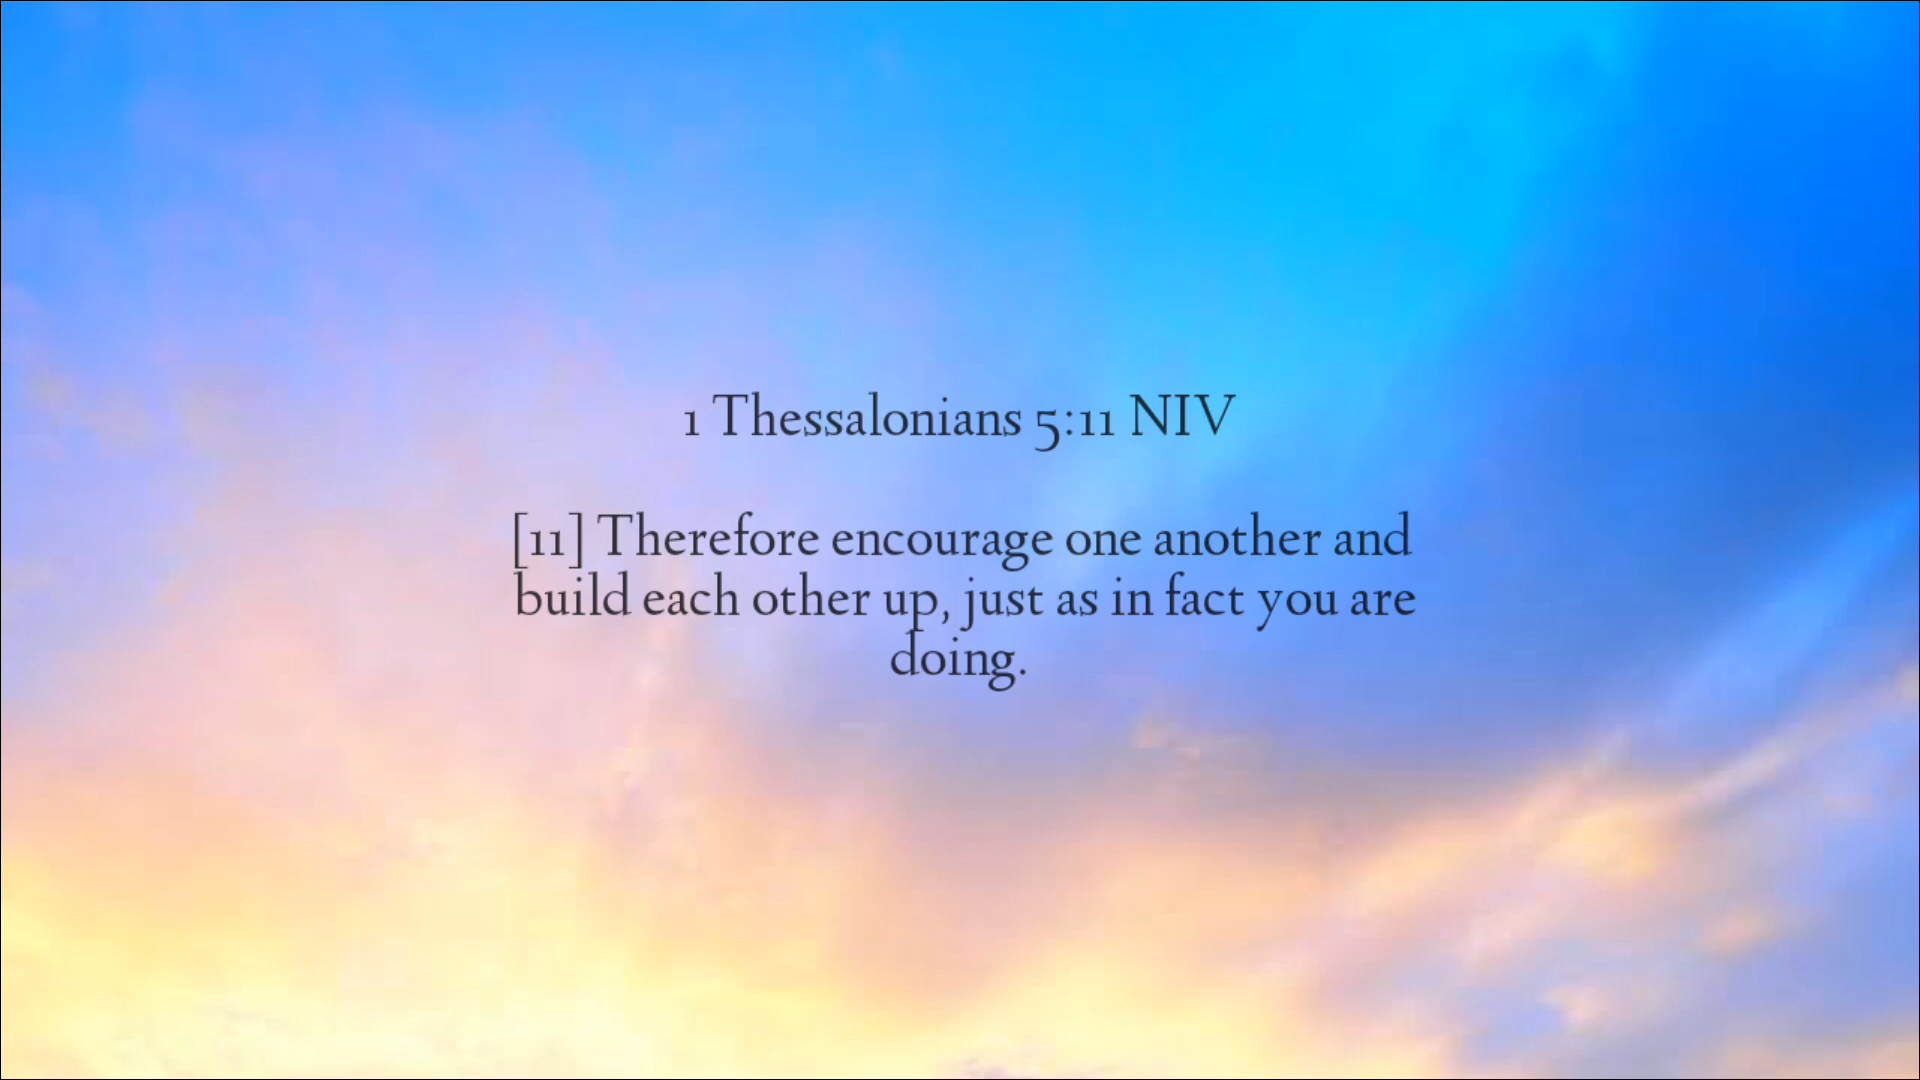 1 Thessalonians 5:11 NIV
[11] Therefore encourage one another and
build each other up, just as in fact you are
doing.